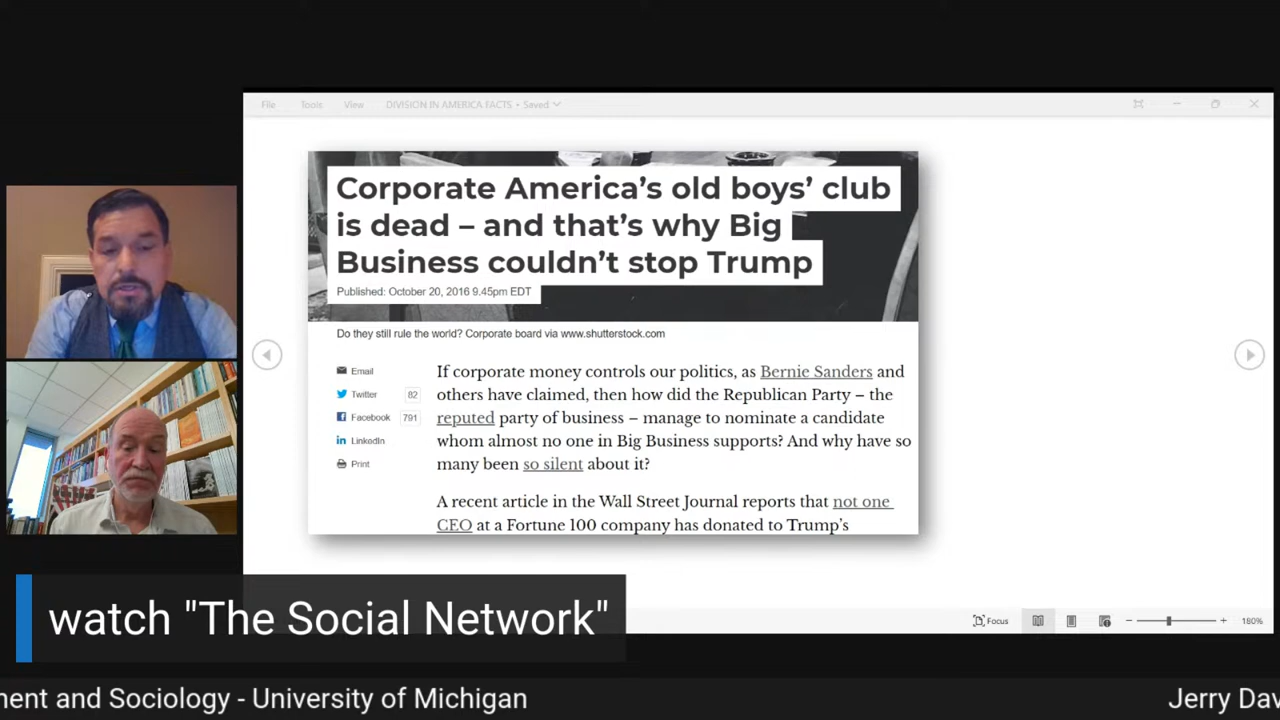 File Tools View DIVISION IN AMERICA FACTS • Saved
Corporate America's old boys' club
is dead – and that's why Big
Business couldn't stop Trump
Published: October 20, 2016 9.45pm EDT
Do they still rule the world? Corporate board via www.shutterstock.com
Email
Twitter 82
Facebook 791
LinkedIn
Print
If corporate money controls our politics, as Bernie Sanders and
others have claimed, then how did the Republican Party – the
reputed party of business – manage to nominate a candidate
whom almost no one in Big Business supports? And why have so
many been so silent about it?
A recent article in the Wall Street Journal reports that not one
CEO at a Fortune 100 company has donated to Trump's
Focus 180%
watch "The Social Network"
ment and Sociology - University of Michigan Jerry Dav